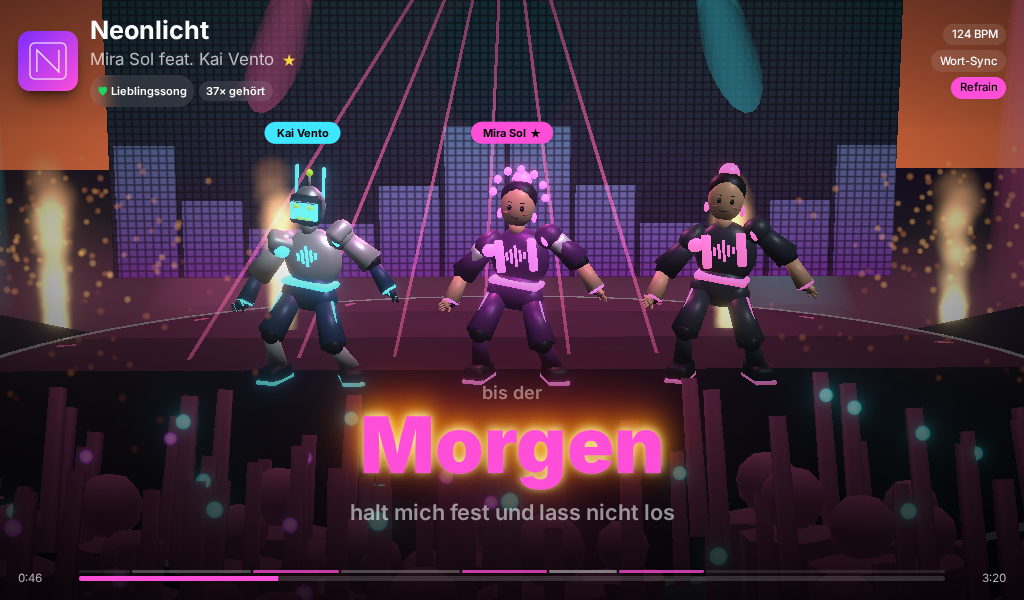 Neonlicht
Mira Sol feat. Kai Vento ★
Lieblingssong
37× gehört
124 BPM
Wort-Sync
Refrain
N
Kai Vento
Mira Sol ★
bis der
Morgen
halt mich fest und lass nicht los
0:46
3:20